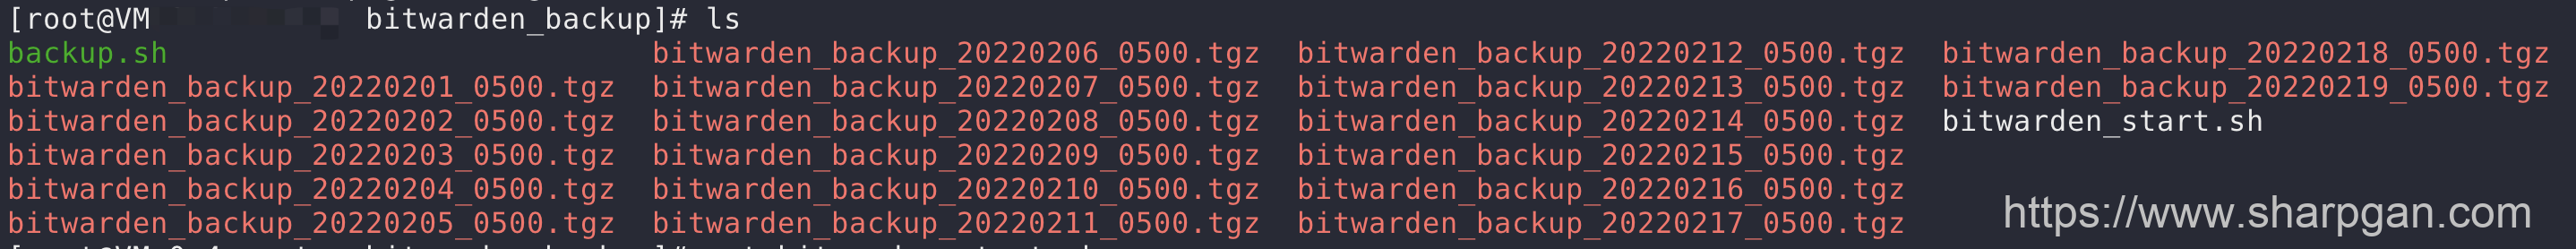 [root@VM bitwarden_backup]# ls
backup.sh bitwarden_backup_20220206_0500.tgz bitwarden_backup_20220212_0500.tgz bitwarden_backup_20220218_0500.tgz
bitwarden_backup_20220201_0500.tgz bitwarden_backup_20220207_0500.tgz bitwarden_backup_20220213_0500.tgz bitwarden_backup_20220219_0500.tgz
bitwarden_backup_20220202_0500.tgz bitwarden_backup_20220208_0500.tgz bitwarden_backup_20220214_0500.tgz bitwarden_start.sh
bitwarden_backup_20220203_0500.tgz bitwarden_backup_20220209_0500.tgz bitwarden_backup_20220215_0500.tgz
bitwarden_backup_20220204_0500.tgz bitwarden_backup_20220210_0500.tgz bitwarden_backup_20220216_0500.tgz
bitwarden_backup_20220205_0500.tgz bitwarden_backup_20220211_0500.tgz bitwarden_backup_20220217_0500.tgz
https://www.sharpgan.com